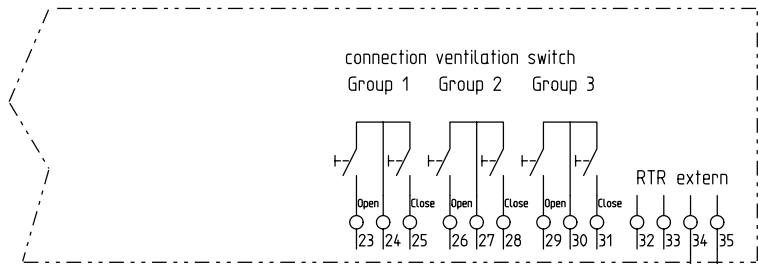 connection ventilation switch
Group 1 Group 2 Group 3
RTR extern
Open Close Open Close Open Close
23 24 25 26 27 28 29 30 31 32 33 34 35